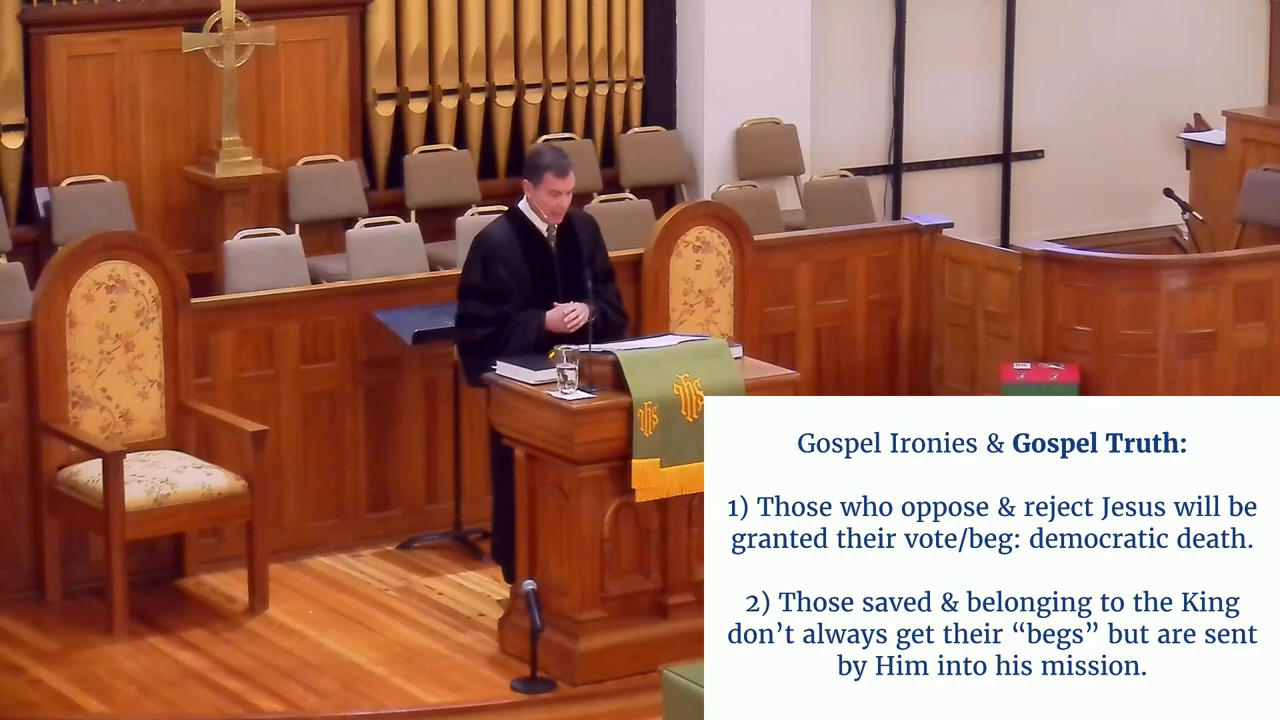 ihs
ihs
Gospel Ironies & Gospel Truth:
1) Those who oppose & reject Jesus will be
granted their vote/beg: democratic death.
2) Those saved & belonging to the King
don’t always get their “begs” but are sent
by Him into his mission.